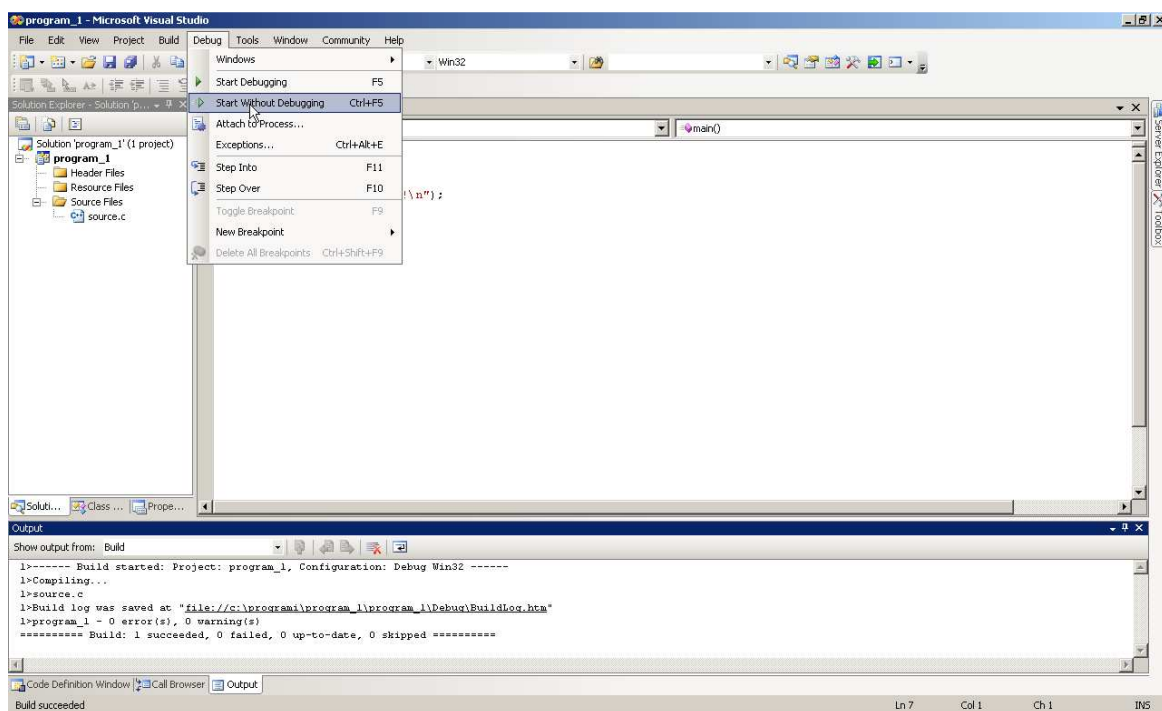 program_1 - Microsoft Visual Studio
File Edit View Project Build Debug Tools Window Community Help
Win32
Windows
Start Debugging F5
Start Without Debugging Ctrl+F5
Attach to Process...
Exceptions... Ctrl+Alt+E
Step Into F11
Step Over F10
Toggle Breakpoint F9
New Breakpoint
Delete All Breakpoints Ctrl+Shift+F9
Solution Explorer - Solution 'p...
Solution 'program_1' (1 project)
program_1
Header Files
Resource Files
Source Files
source.c
main()
!\n");
Server Explorer
Toolbox
Soluti... Class ... Prope...
Output
Show output from: Build
1>------ Build started: Project: program_1, Configuration: Debug Win32 ------
1>Compiling...
1>source.c
1>Build log was saved at "file://c:\programi\program_1\program_1\Debug\BuildLog.htm"
1>program_1 - 0 error(s), 0 warning(s)
========== Build: 1 succeeded, 0 failed, 0 up-to-date, 0 skipped ==========
Code Definition Window Call Browser Output
Build succeeded Ln 7 Col 1 Ch 1 INS